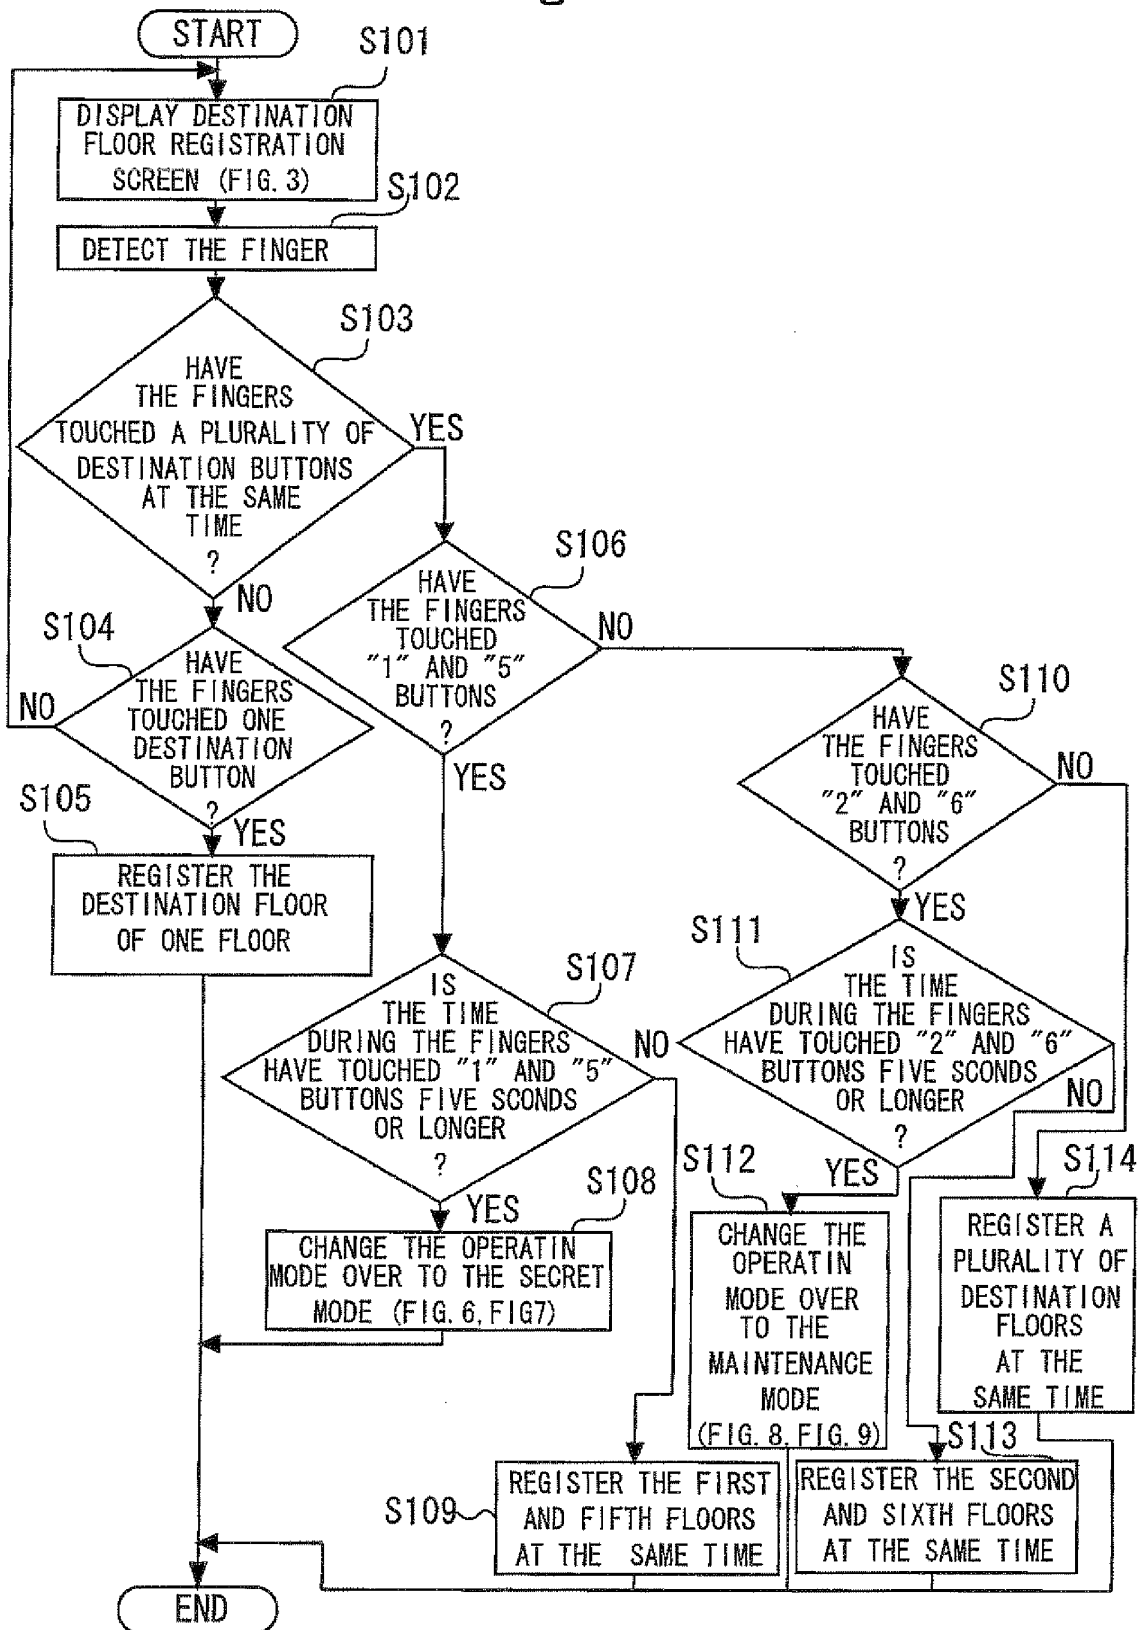 START
S101
DISPLAY DESTINATION
FLOOR REGISTRATION
SCREEN (FIG. 3)
S102
DETECT THE FINGER
S103
HAVE
THE FINGERS
TOUCHED A PLURALITY OF
DESTINATION BUTTONS
AT THE SAME
TIME
?
YES
NO
S104
HAVE
THE FINGERS
TOUCHED ONE
DESTINATION
BUTTON
?
NO
YES
S105
REGISTER THE
DESTINATION FLOOR
OF ONE FLOOR
S106
HAVE
THE FINGERS
TOUCHED
"1" AND "5"
BUTTONS
?
NO
YES
S107
IS
THE TIME
DURING THE FINGERS
HAVE TOUCHED "1" AND "5"
BUTTONS FIVE SCONDS
OR LONGER
?
NO
YES
S108
CHANGE THE OPERATIN
MODE OVER TO THE SECRET
MODE (FIG. 6, FIG7)
S109
REGISTER THE FIRST
AND FIFTH FLOORS
AT THE SAME TIME
S110
HAVE
THE FINGERS
TOUCHED
"2" AND "6"
BUTTONS
?
NO
YES
S111
IS
THE TIME
DURING THE FINGERS
HAVE TOUCHED "2" AND "6"
BUTTONS FIVE SCONDS
OR LONGER
?
NO
YES
S112
CHANGE THE
OPERATIN
MODE OVER
TO THE
MAINTENANCE
MODE
(FIG. 8, FIG. 9)
S113
REGISTER THE SECOND
AND SIXTH FLOORS
AT THE SAME TIME
S114
REGISTER A
PLURALITY OF
DESTINATION
FLOORS
AT THE
SAME TIME
END